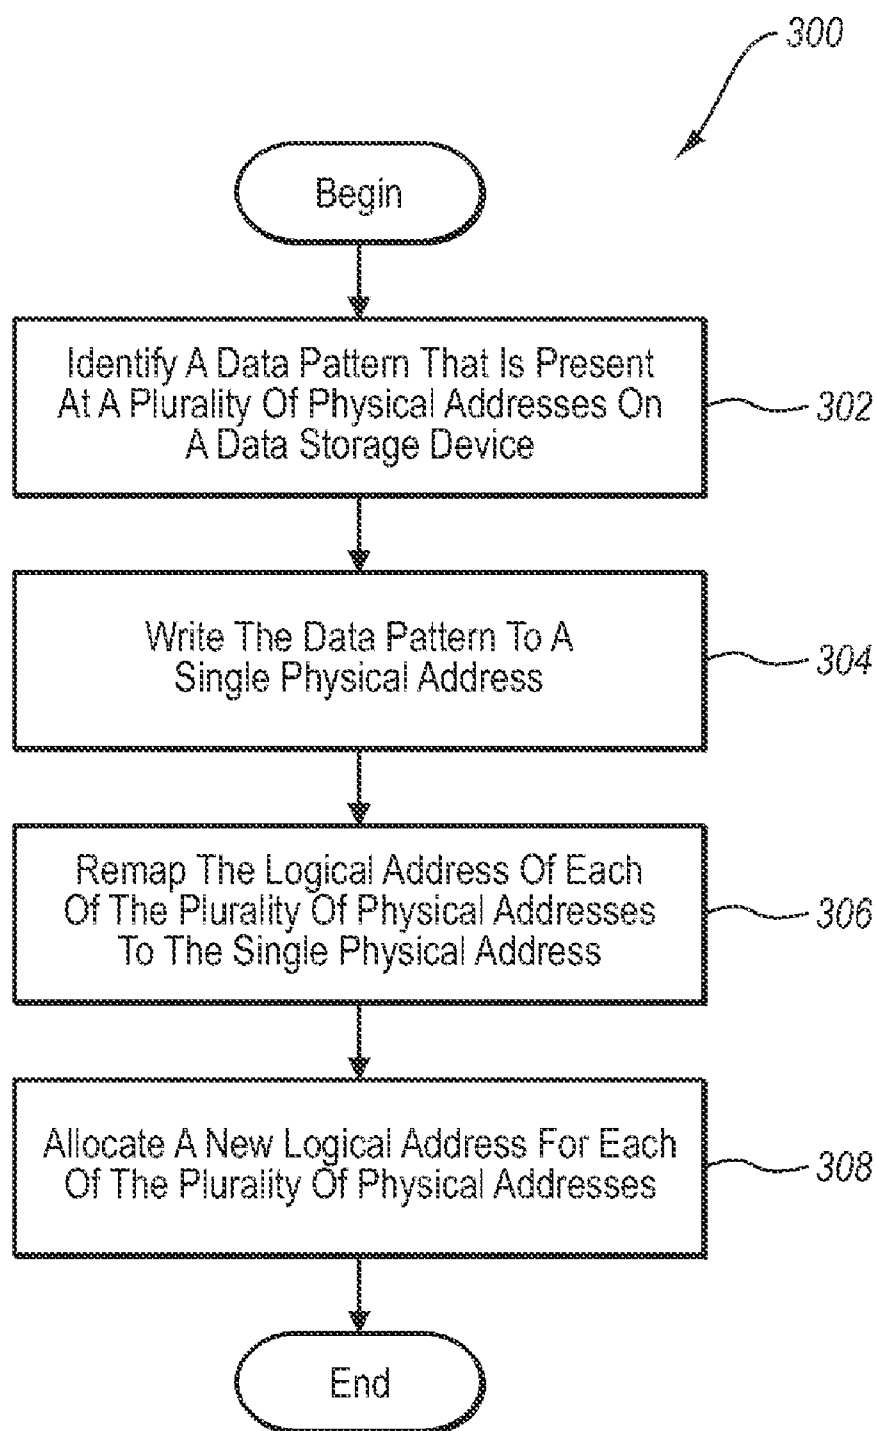 300
Begin
Identify A Data Pattern That Is Present
At A Plurality Of Physical Addresses On
A Data Storage Device
302
Write The Data Pattern To A
Single Physical Address
304
Remap The Logical Address Of Each
Of The Plurality Of Physical Addresses
To The Single Physical Address
306
Allocate A New Logical Address For Each
Of The Plurality Of Physical Addresses
308
End